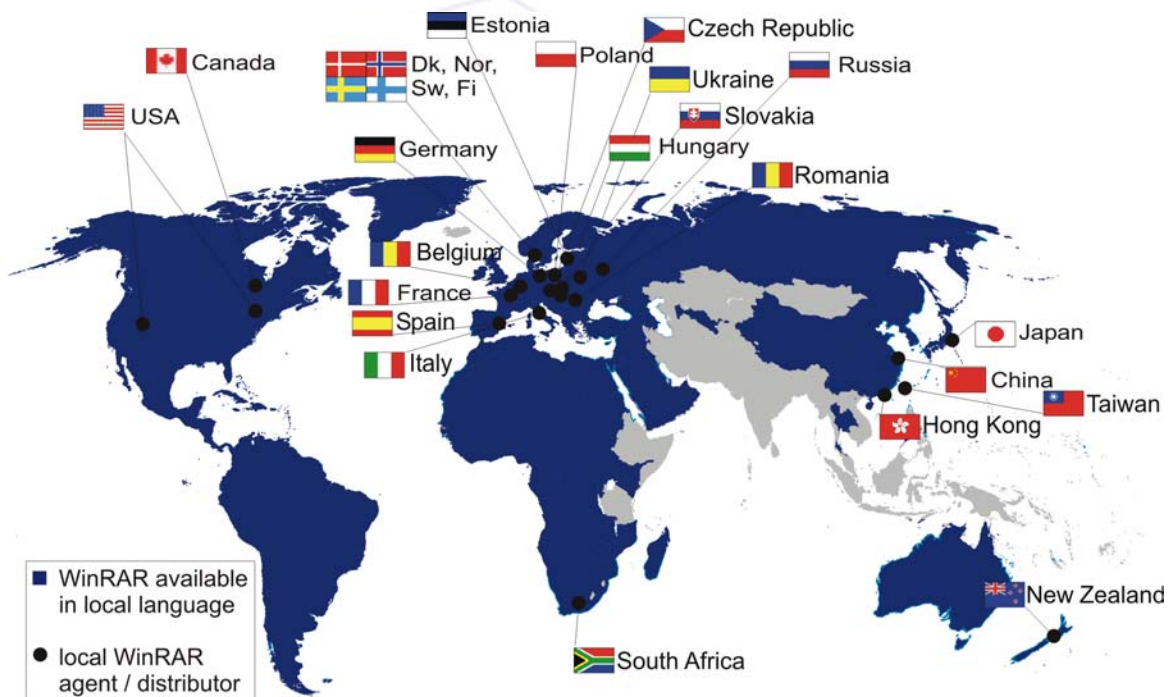 Estonia
Czech Republic
Poland
Canada
Dk, Nor,
Sw, Fi
Russia
Ukraine
USA
Slovakia
Germany
Hungary
Romania
Belgium
France
Spain
Italy
Japan
China
Taiwan
Hong Kong
WinRAR available
in local language
local WinRAR
agent / distributor
New Zealand
South Africa